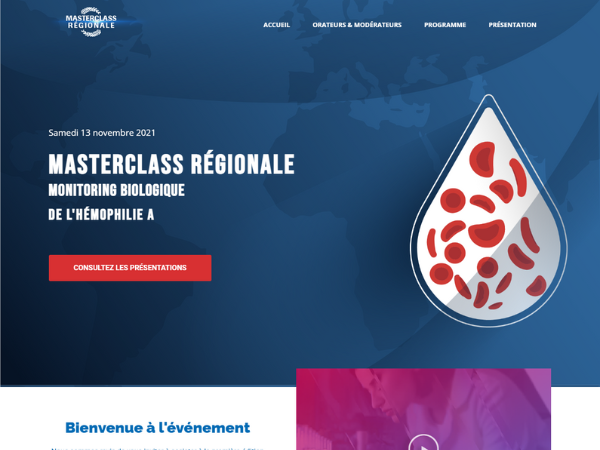 MASTERCLASS
RÉGIONALE
ACCUEIL
ORATEURS & MODÉRATEURS
PROGRAMME
PRÉSENTATION
Samedi 13 novembre 2021
MASTERCLASS RÉGIONALE
MONITORING BIOLOGIQUE
DE L'HÉMOPHILIE A
CONSULTEZ LES PRÉSENTATIONS
Bienvenue à l'événement